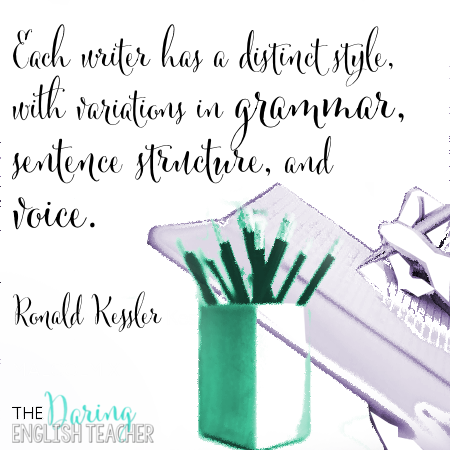 Each writer has a distinct style,
with variations in grammar,
sentence structure, and
voice.
Ronald Kessler
THE Daring
ENGLISH TEACHER